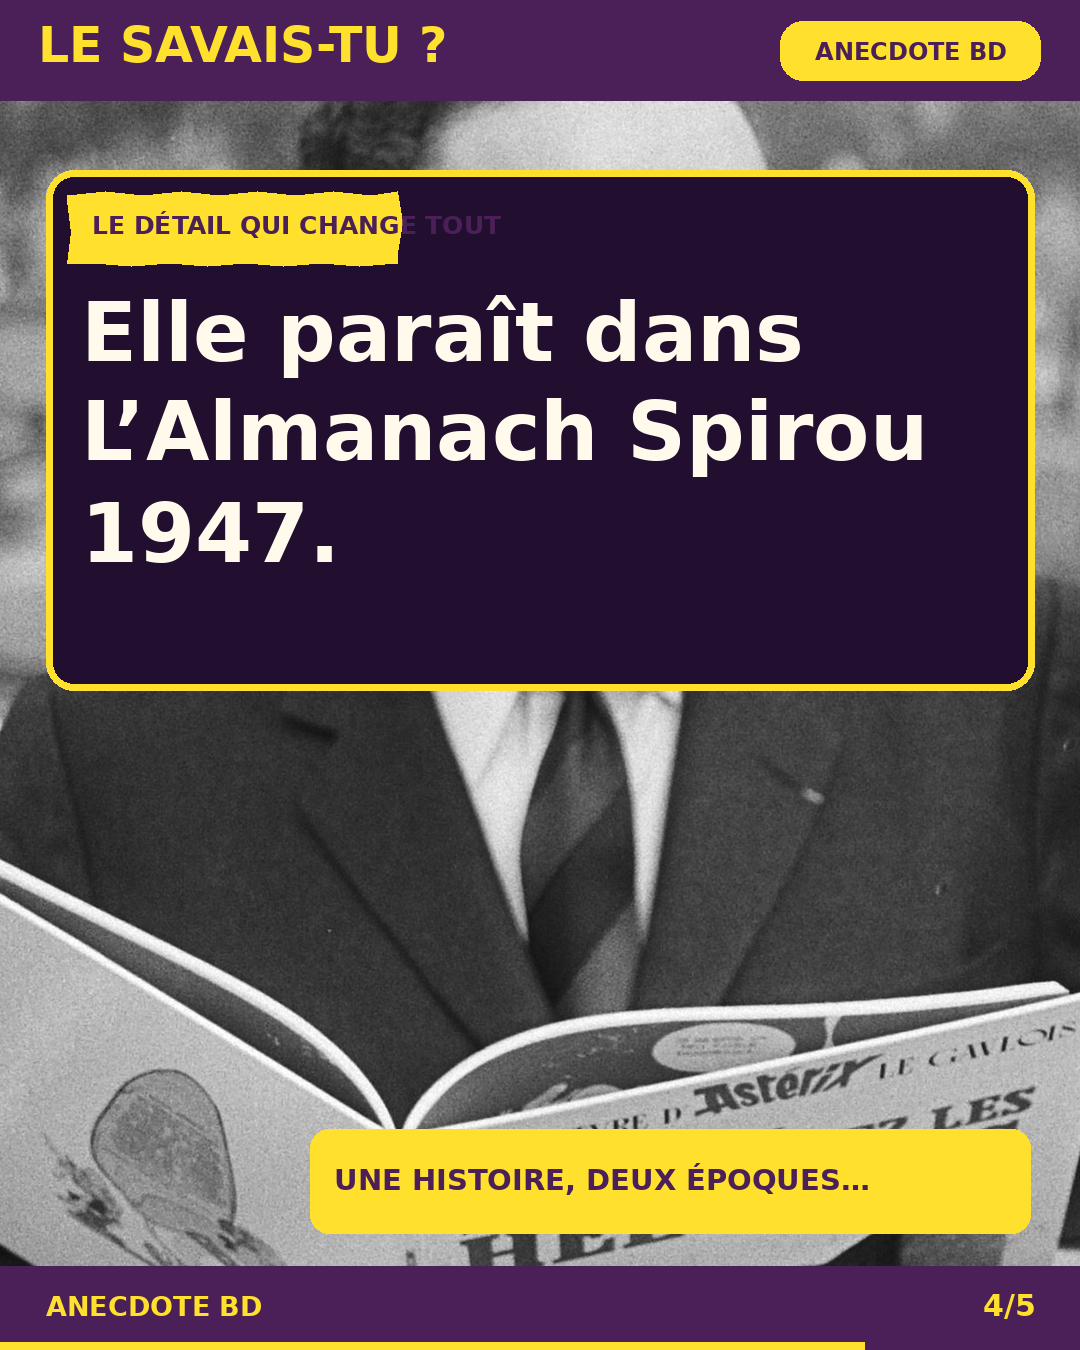 LE SAVAIS-TU ?
ANECDOTE BD
LE DÉTAIL QUI CHANGE TOUT
Elle paraît dans
L’Almanach Spirou
1947.
Asterix LE GAULOIS
LES
UNE HISTOIRE, DEUX ÉPOQUES…
ANECDOTE BD
4/5